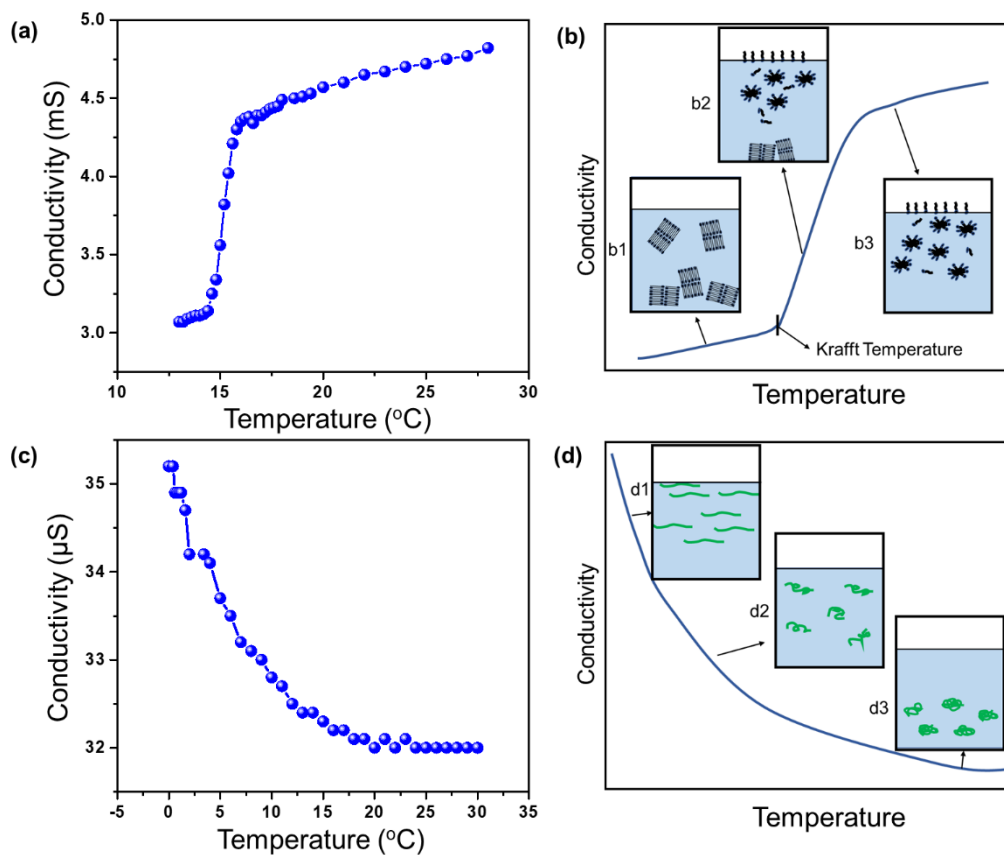 (a)
5.0
4.5
4.0
3.5
3.0
Conductivity (mS)
10
15
20
25
30
Temperature (°C)
(b)
b1
b2
b3
Krafft Temperature
Conductivity
Temperature
(c)
35
34
33
32
Conductivity (µS)
-5
0
5
10
15
20
25
30
Temperature (°C)
(d)
d1
d2
d3
Conductivity
Temperature